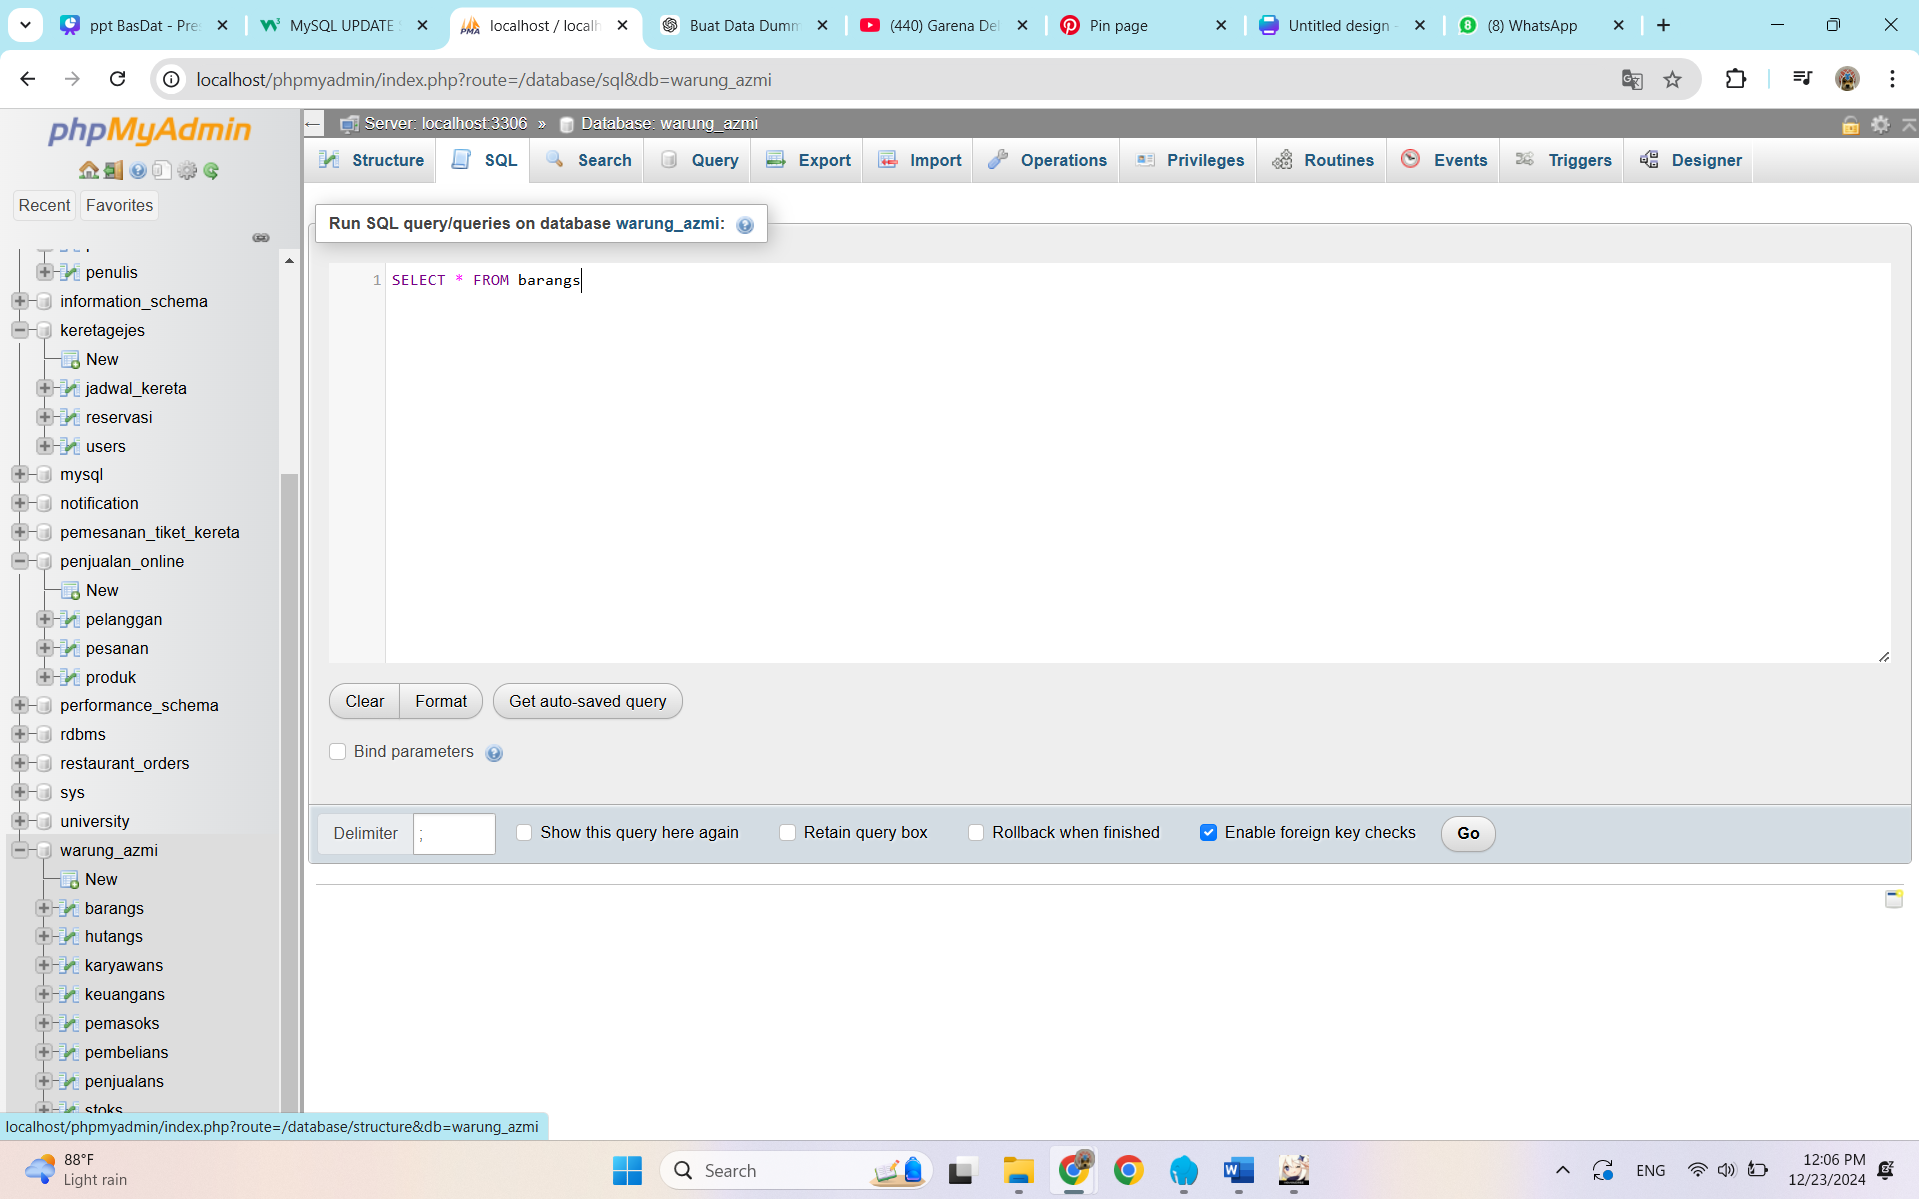 ppt BasDat - Pre
MySQL UPDATE
localhost / localh
Buat Data Dumm
(440) Garena Del
Pin page
Untitled design -
8
(8) WhatsApp
localhost/phpmyadmin/index.php?route=/database/sql&db=warung_azmi
phpMyAdmin
Recent
Favorites
penulis
information_schema
keretagejes
New
jadwal_kereta
reservasi
users
mysql
notification
pemesanan_tiket_kereta
penjualan_online
New
pelanggan
pesanan
produk
performance_schema
rdbms
restaurant_orders
sys
university
warung_azmi
New
barangs
hutangs
karyawans
keuangans
pemasoks
pembelians
penjualans
stoks
Server: localhost:3306 » Database: warung_azmi
Structure
SQL
Search
Query
Export
Import
Operations
Privileges
Routines
Events
Triggers
Designer
Run SQL query/queries on database warung_azmi:
1 SELECT * FROM barangs
Clear
Format
Get auto-saved query
Bind parameters
Delimiter ;
Show this query here again
Retain query box
Rollback when finished
Enable foreign key checks
Go
localhost/phpmyadmin/index.php?route=/database/structure&db=warung_azmi
88°F
Light rain
Search
ENG
12:06 PM
12/23/2024